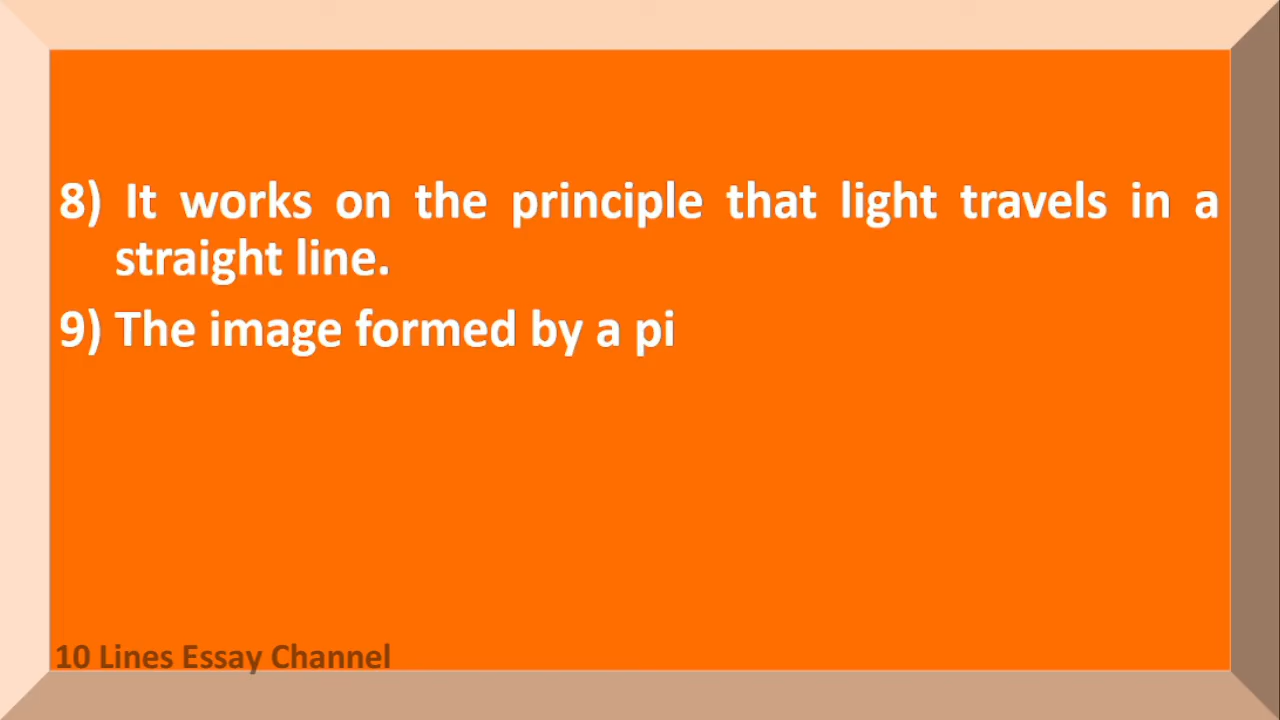 8) It works on the principle that light travels in a
straight line.
9) The image formed by a pi
10 Lines Essay Channel